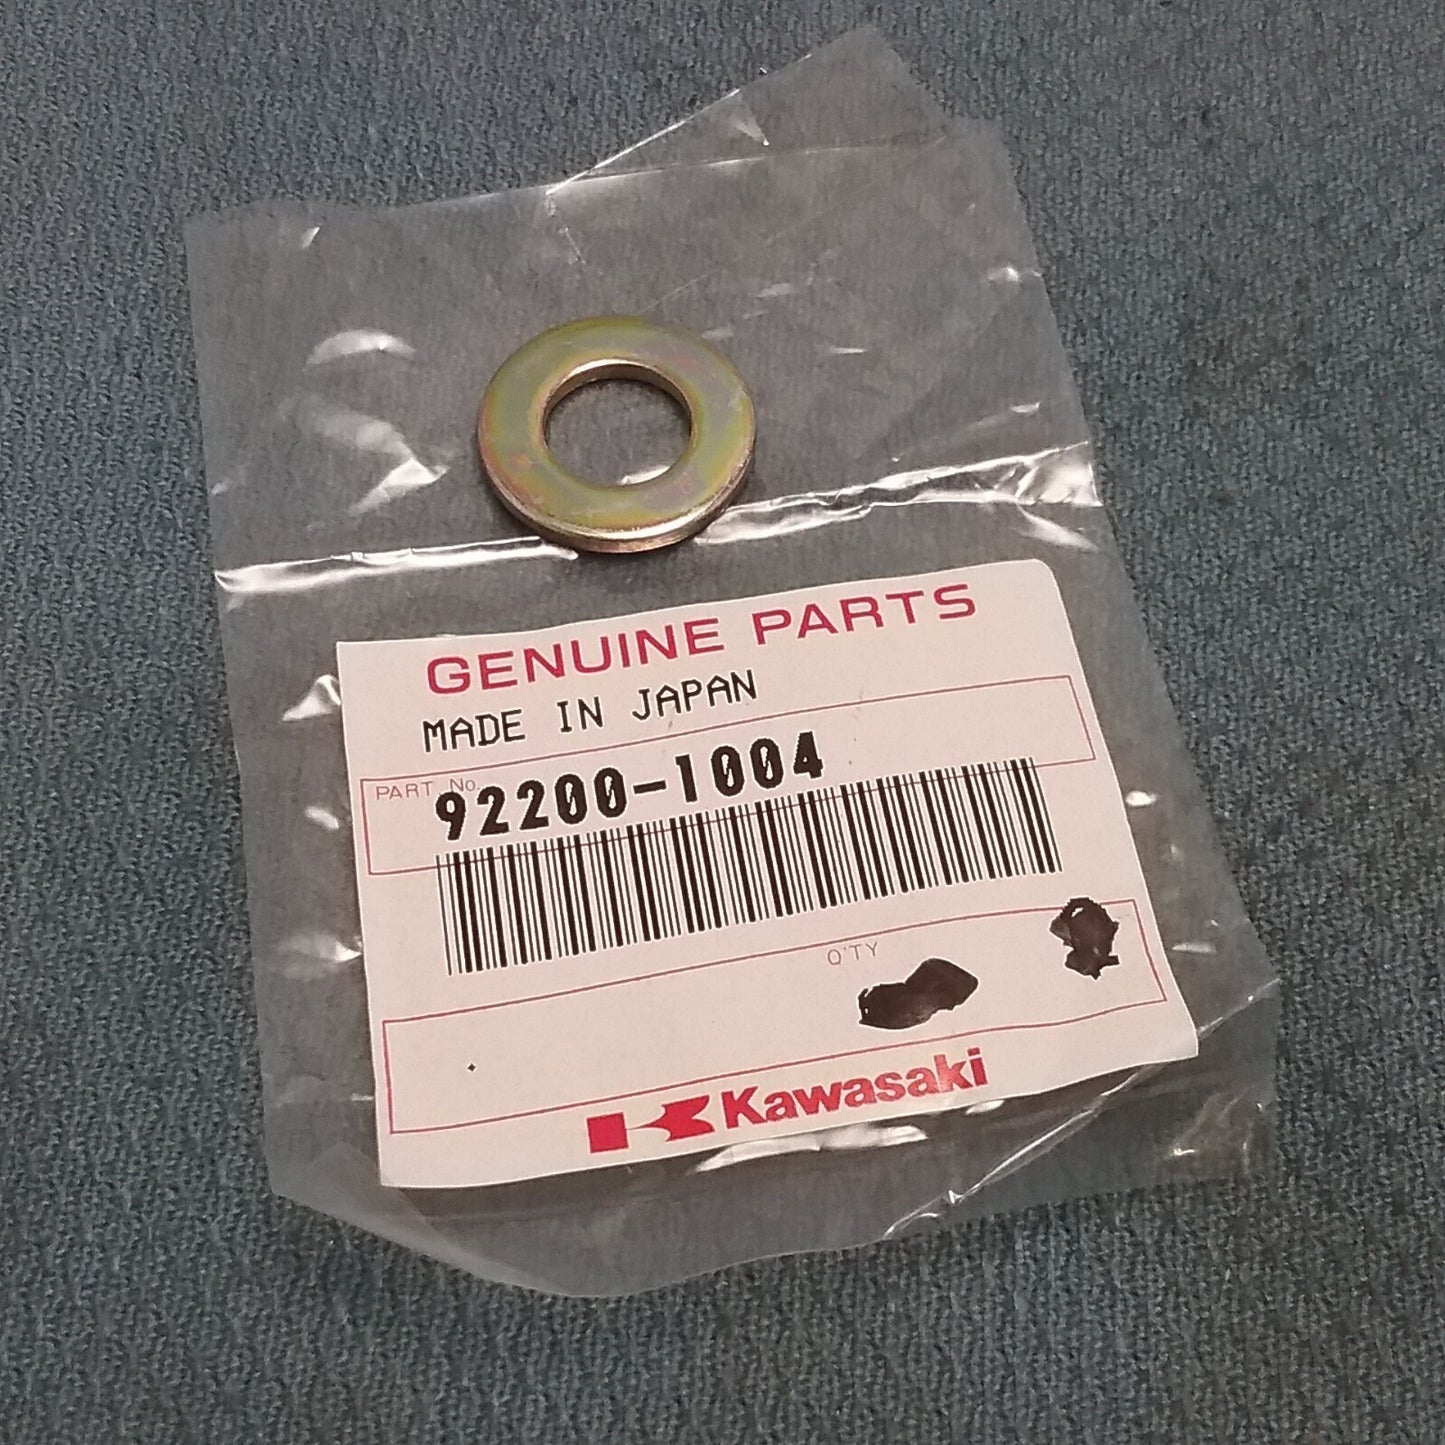 GENUINE PARTS
MADE IN JAPAN
PART No.
92200-1004
Q'TY
Kawasaki